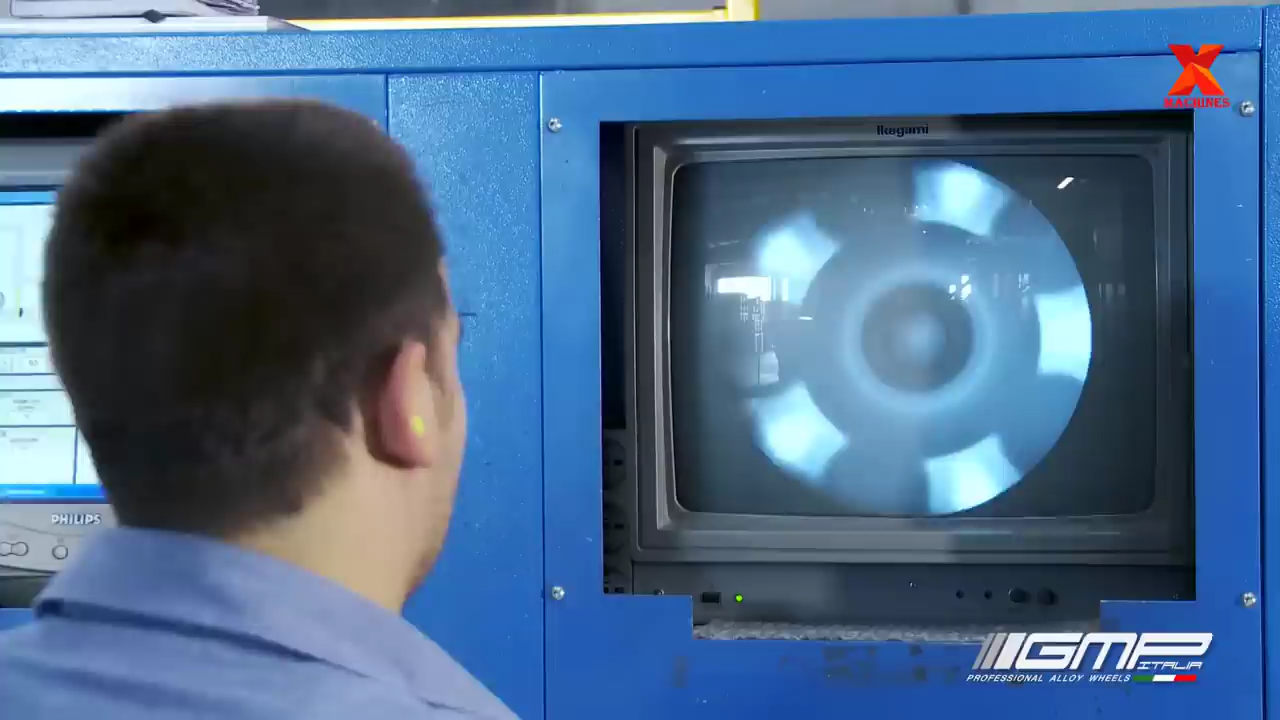 X
MACHINES
Ikegami
PHILIPS
GMP
ITALIA
PROFESSIONAL ALLOY WHEELS